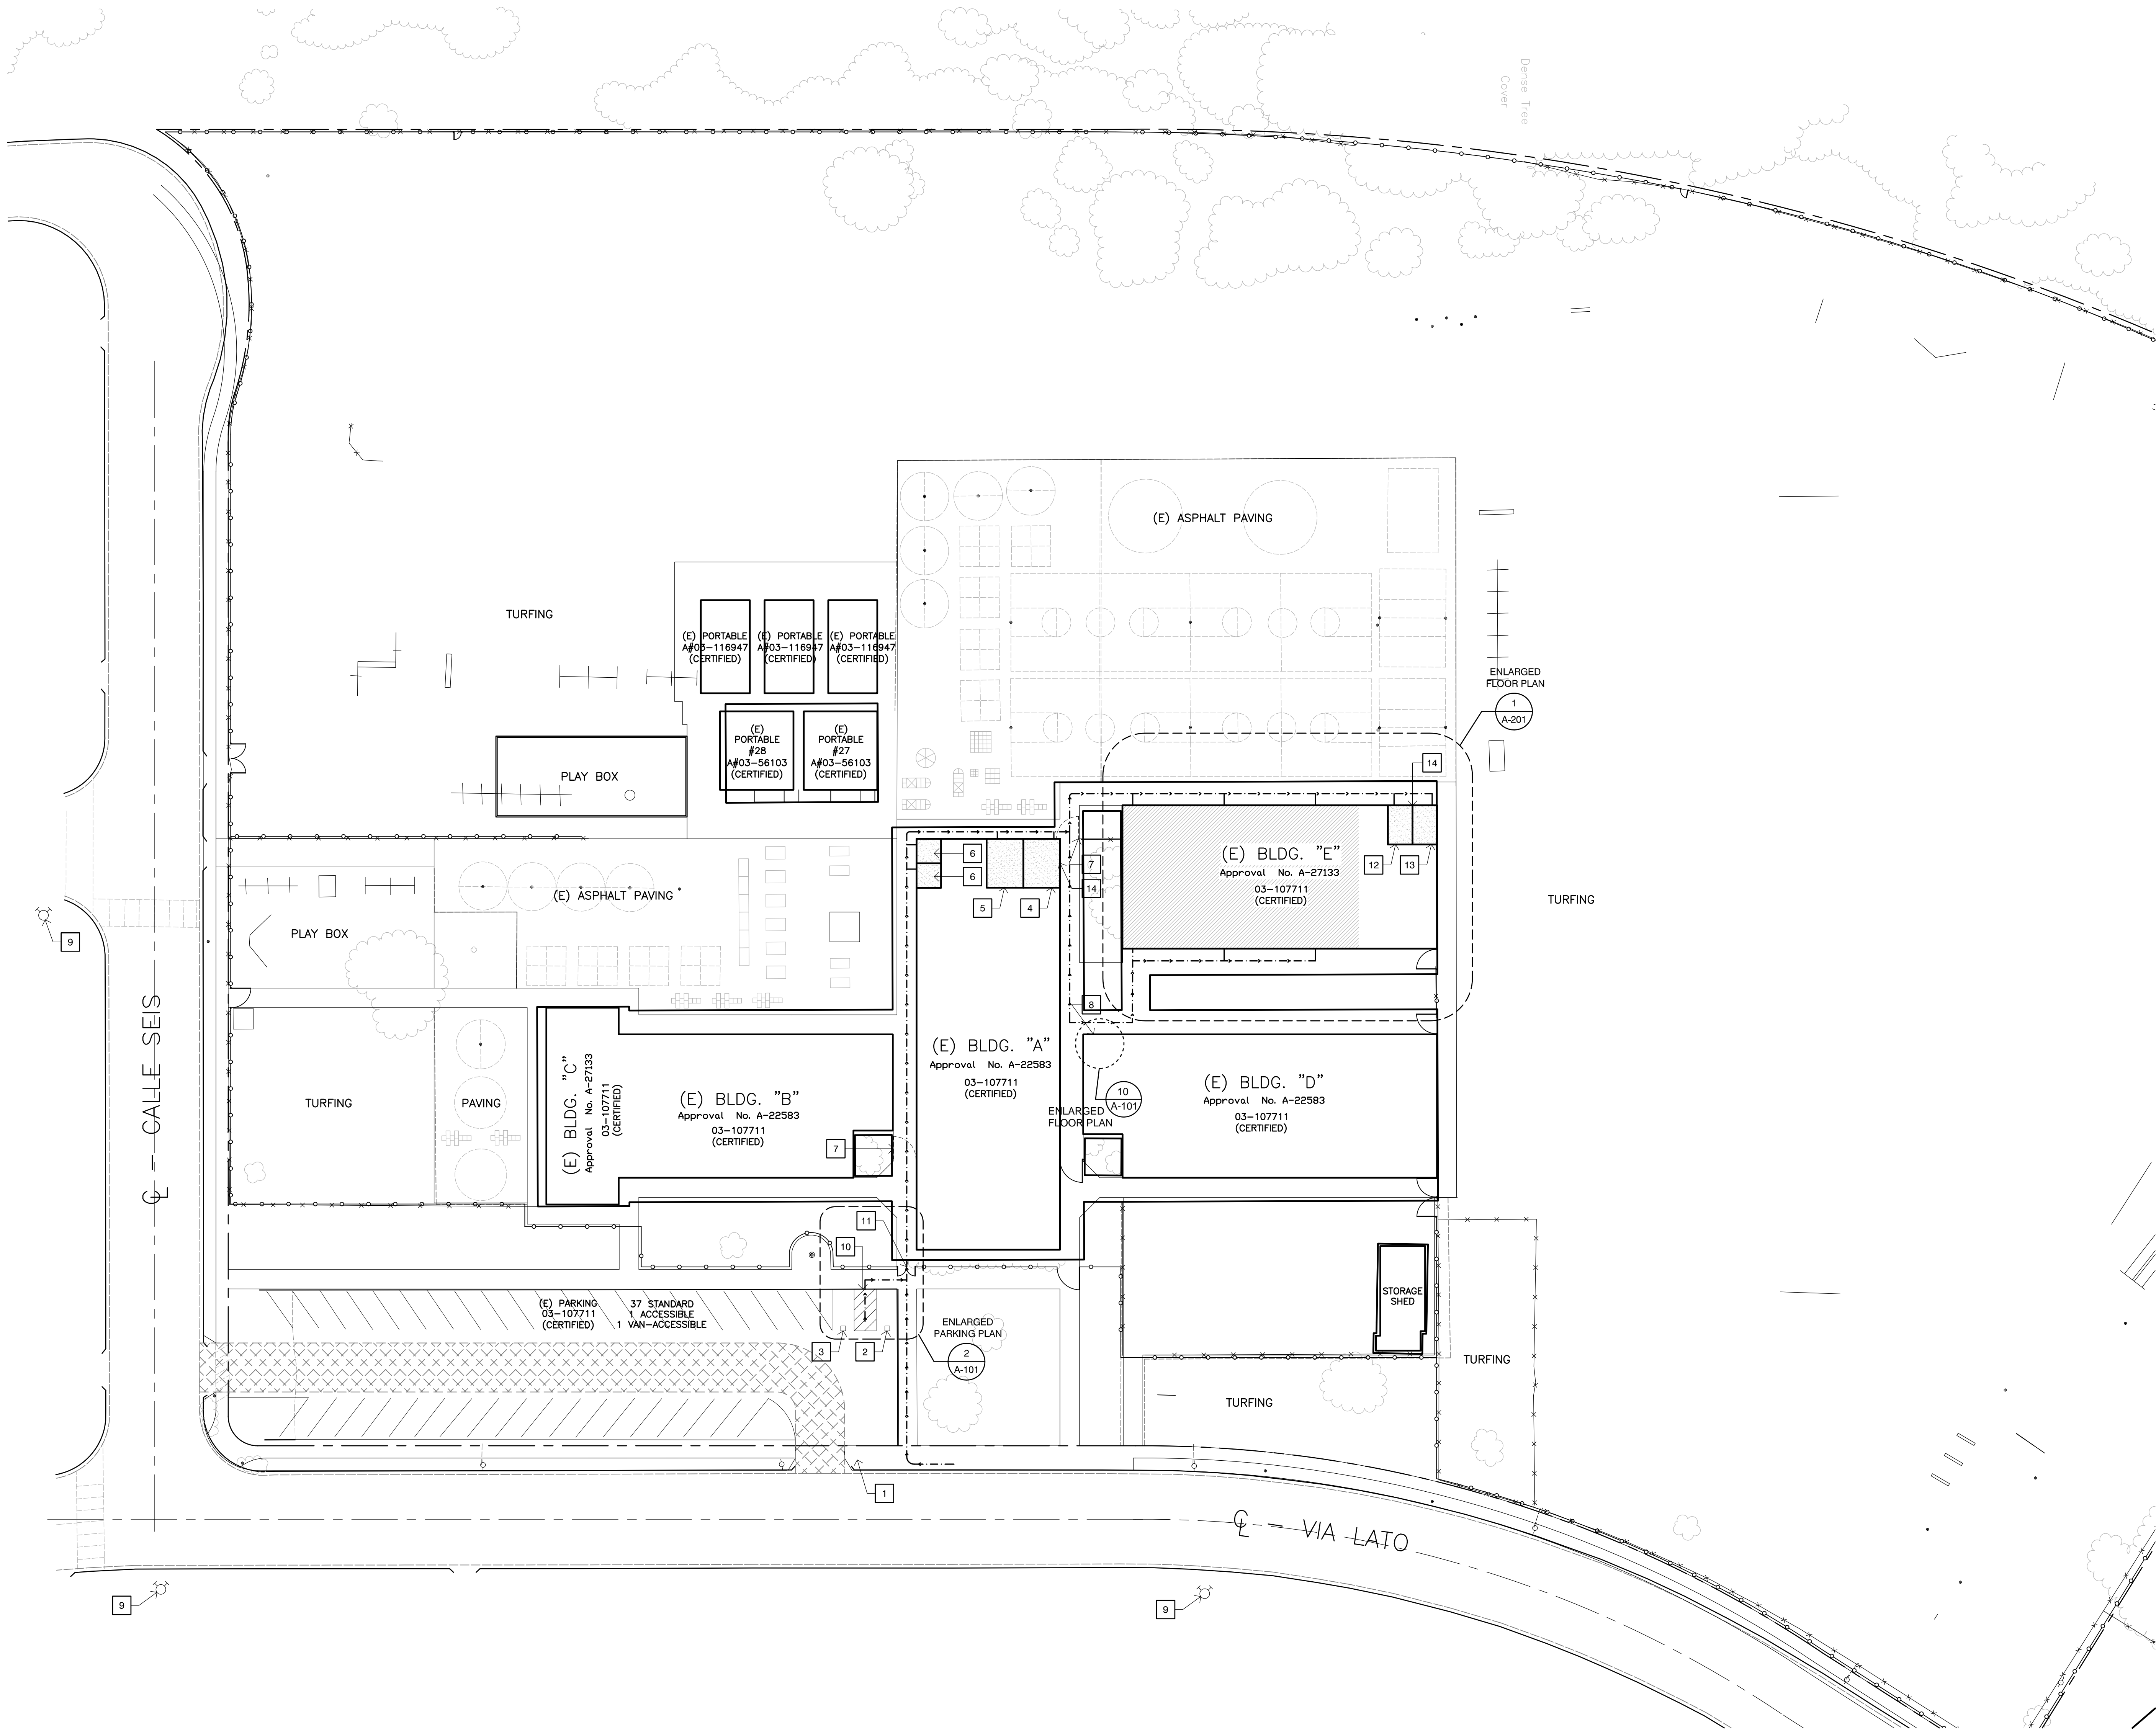 Dense Tree
Cover
(E) ASPHALT PAVING
TURFING
(E) PORTABLE
A#03-116947
(CERTIFIED)
(E) PORTABLE
A#03-116947
(CERTIFIED)
(E) PORTABLE
A#03-116947
(CERTIFIED)
ENLARGED
FLOOR PLAN
1
A-201
(E)
PORTABLE
#28
A#03-56103
(CERTIFIED)
(E)
PORTABLE
#27
A#03-56103
(CERTIFIED)
PLAY BOX
14
6
6
7
14
5
4
(E) BLDG. "E"
Approval No. A-27133
03-107711
(CERTIFIED)
12
13
(E) ASPHALT PAVING
TURFING
PLAY BOX
9
8
CALLE SEIS
(E) BLDG. "A"
Approval No. A-22583
03-107711
(CERTIFIED)
10
A-101
ENLARGED
FLOOR PLAN
(E) BLDG. "D"
Approval No. A-22583
03-107711
(CERTIFIED)
(E) BLDG. "C"
Approval No. A-27133
03-107711
(CERTIFIED)
(E) BLDG. "B"
Approval No. A-22583
03-107711
(CERTIFIED)
TURFING
PAVING
7
11
10
(E) PARKING
03-107711
(CERTIFIED)
37 STANDARD
1 ACCESSIBLE
1 VAN-ACCESSIBLE
STORAGE
SHED
ENLARGED
PARKING PLAN
2
A-101
3
2
TURFING
TURFING
1
VIA LATO
9
9